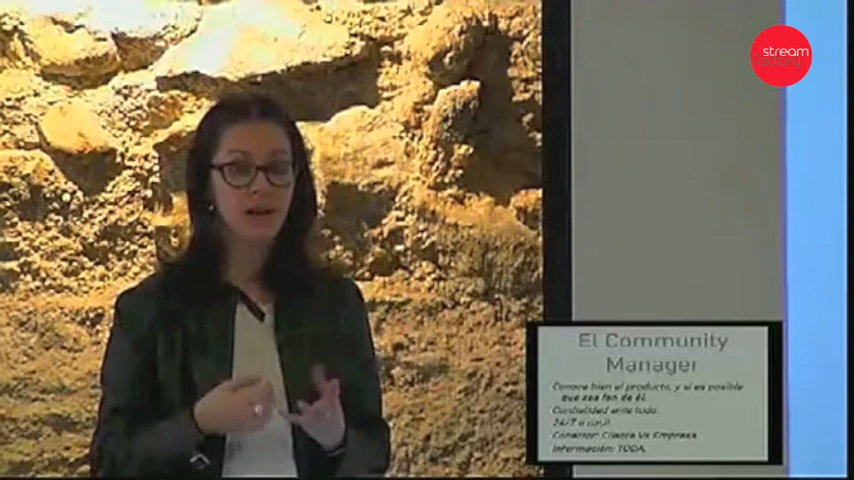 stream
factory
El Community
Manager
Conoce bien el producto, y si es posible
que sea fan de él.
Cordialidad ante todo.
24/7 o casi!
Conector: Cliente Vs Empresa
Información: TODA.